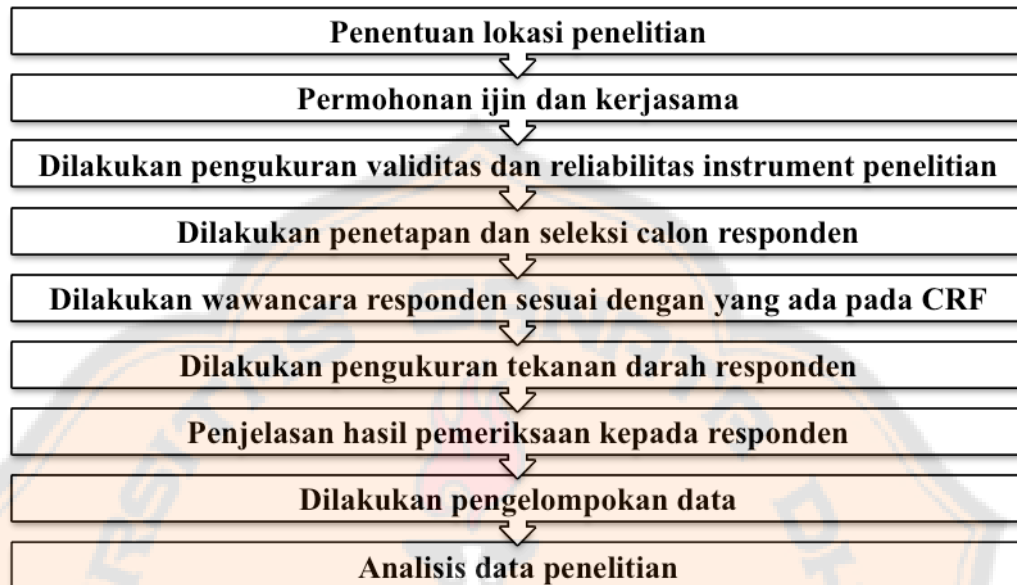 Penentuan lokasi penelitian
Permohonan ijin dan kerjasama
Dilakukan pengukuran validitas dan reliabilitas instrument penelitian
Dilakukan penetapan dan seleksi calon responden
Dilakukan wawancara responden sesuai dengan yang ada pada CRF
Dilakukan pengukuran tekanan darah responden
Penjelasan hasil pemeriksaan kepada responden
Dilakukan pengelompokan data
Analisis data penelitian